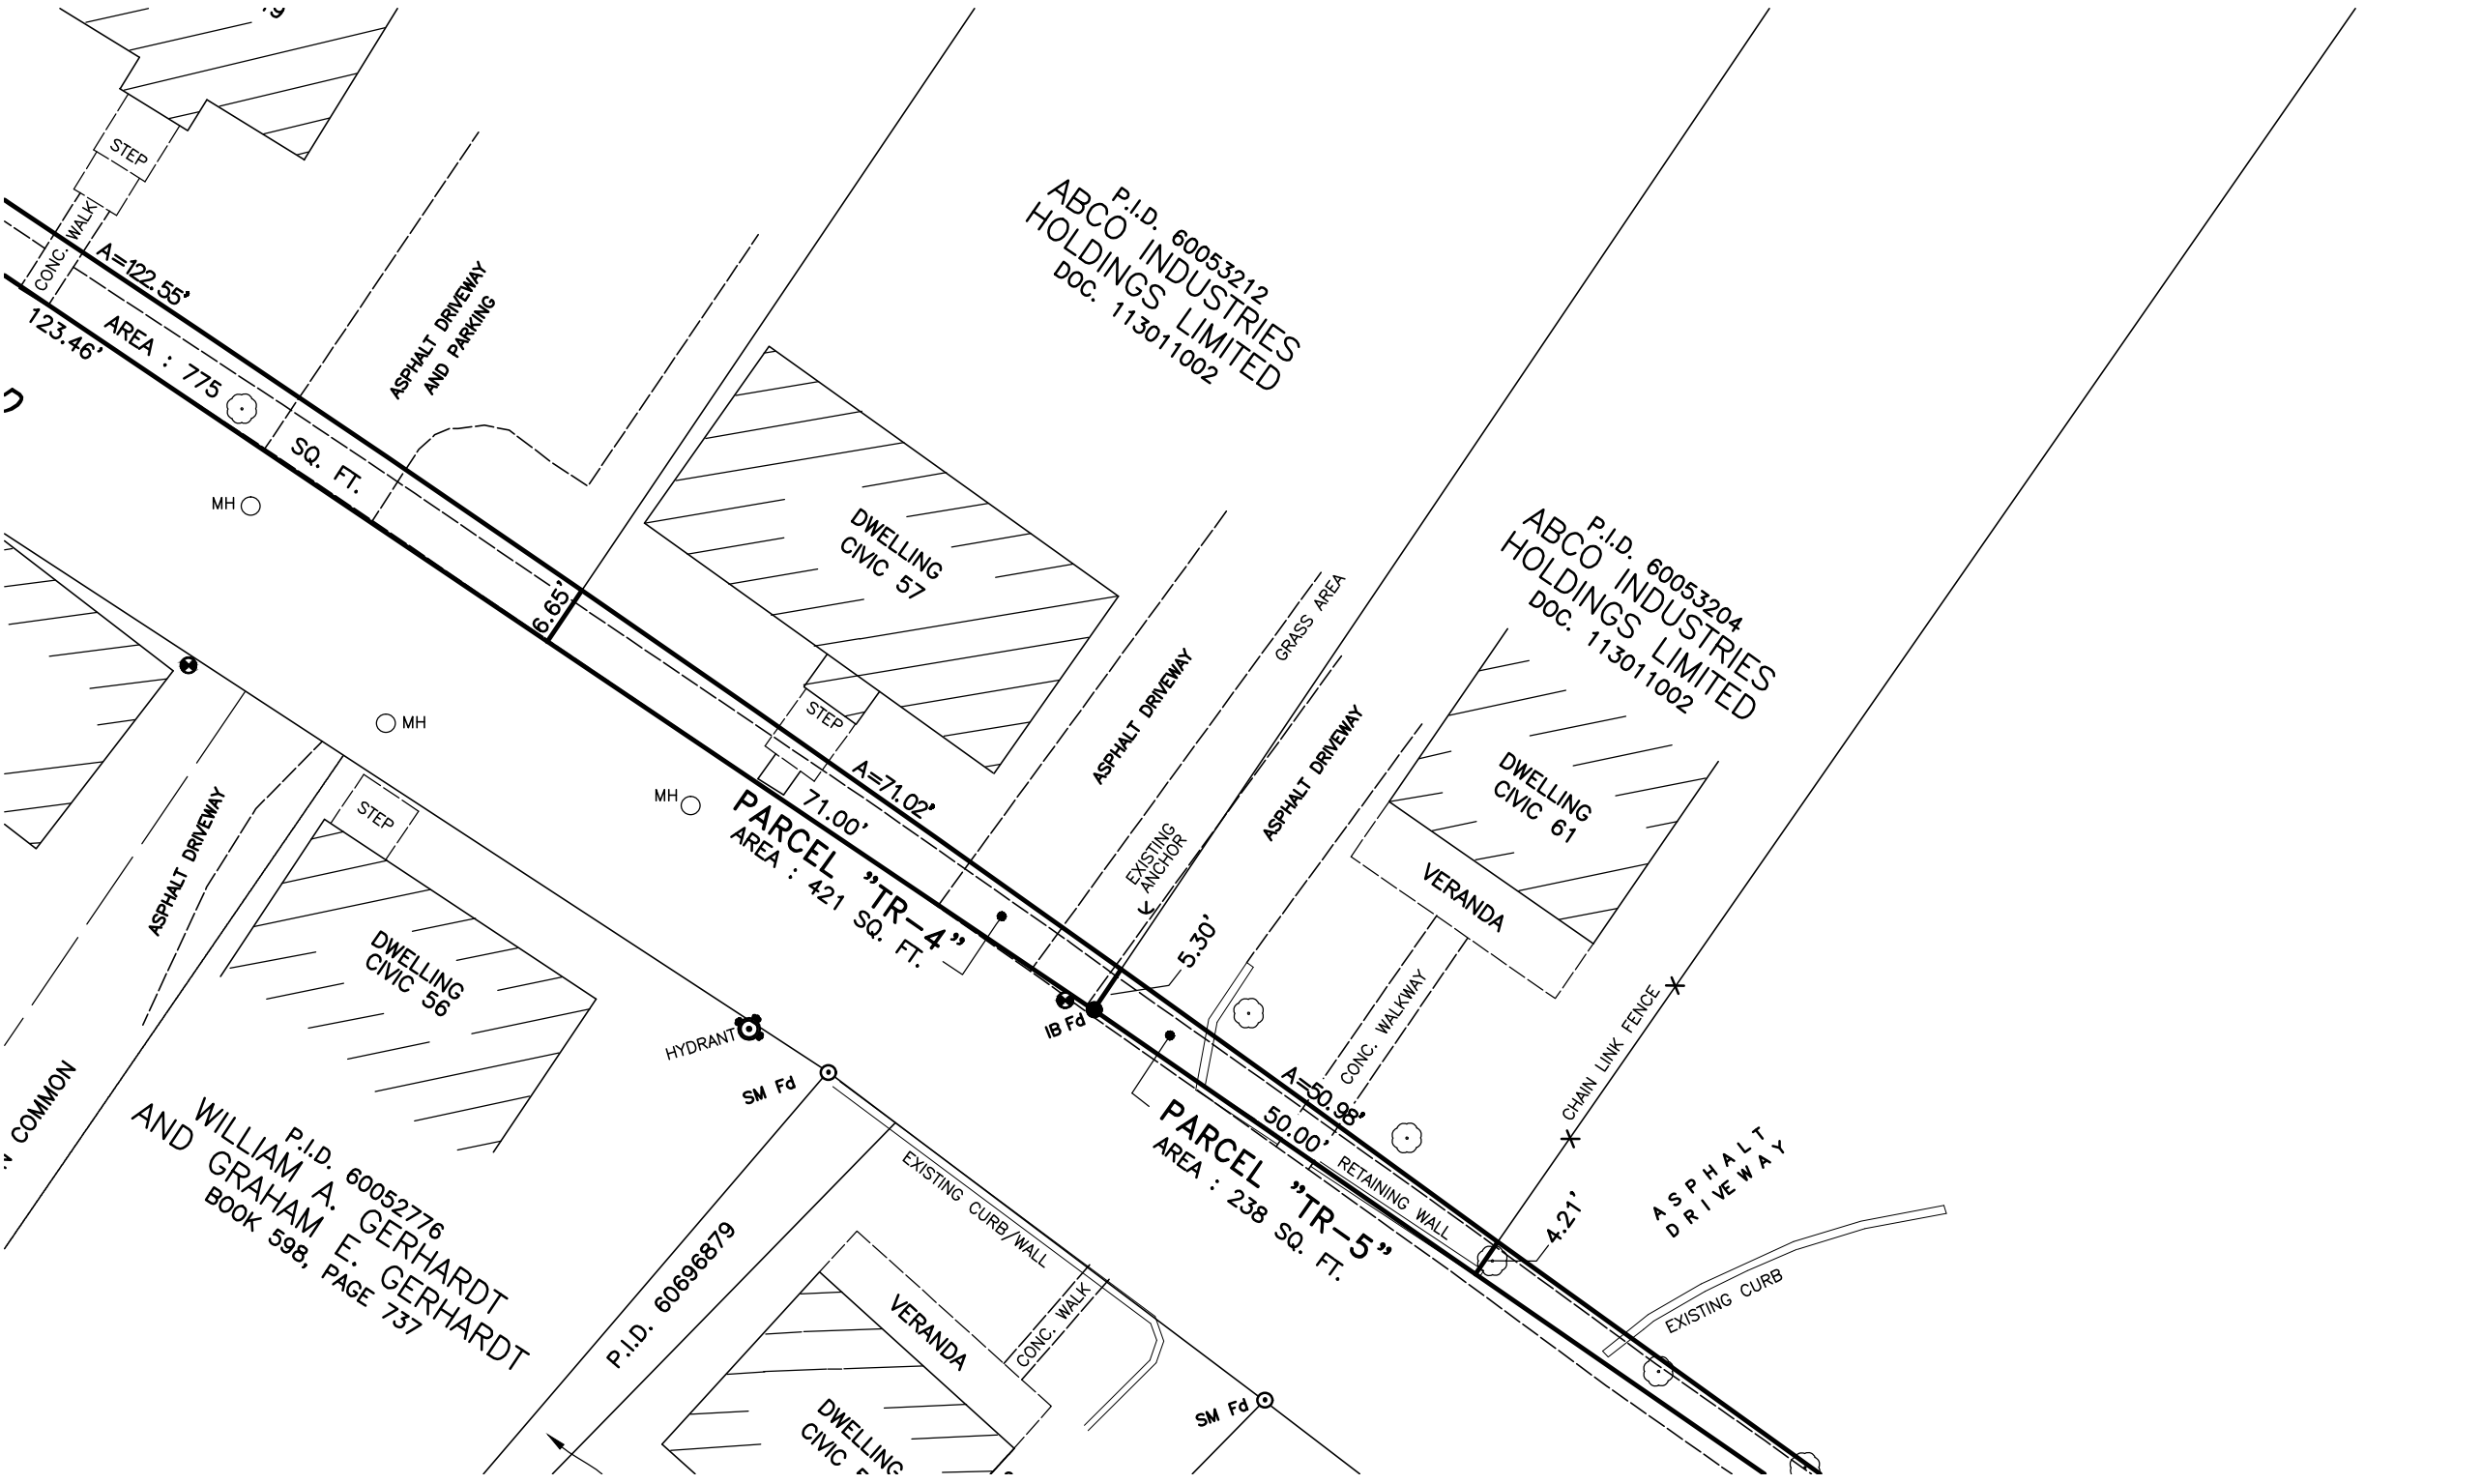 STEP
CONC. WALK
A=122.55'
123.46'
AREA : 775
SQ. FT.
ASPHALT DRIVEWAY
AND PARKING
P.I.D. 60053212
ABCO INDUSTRIES
HOLDINGS LIMITED
DOC. 113011002
MH
MH
MH
6.65'
DWELLING
CIVIC 57
STEP
A=71.02'
71.00'
PARCEL "TR-4"
AREA : 421 SQ. FT.
ASPHALT DRIVEWAY
GRASS AREA
EXISTING
ANCHOR
ASPHALT DRIVEWAY
P.I.D. 60053204
ABCO INDUSTRIES
HOLDINGS LIMITED
DOC. 113011002
DWELLING
CIVIC 61
VERANDA
5.30'
IB Fd
CONC. WALKWAY
CHAIN LINK FENCE
A=50.98'
50.00'
PARCEL "TR-5"
AREA : 238 SQ. FT.
RETAINING WALL
4.21'
ASPHALT
DRIVEWAY
EXISTING CURB
ASPHALT DRIVEWAY
STEP
DWELLING
CIVIC 56
COMMON
HYDRANT
SM Fd
P.I.D. 60052776
WILLIAM A. GERHARDT
AND GRAHAM E. GERHARDT
BOOK 598, PAGE 737
P.I.D. 60696879
EXISTING CURB/WALL
CONC. WALK
VERANDA
DWELLING
CIVIC
SM Fd